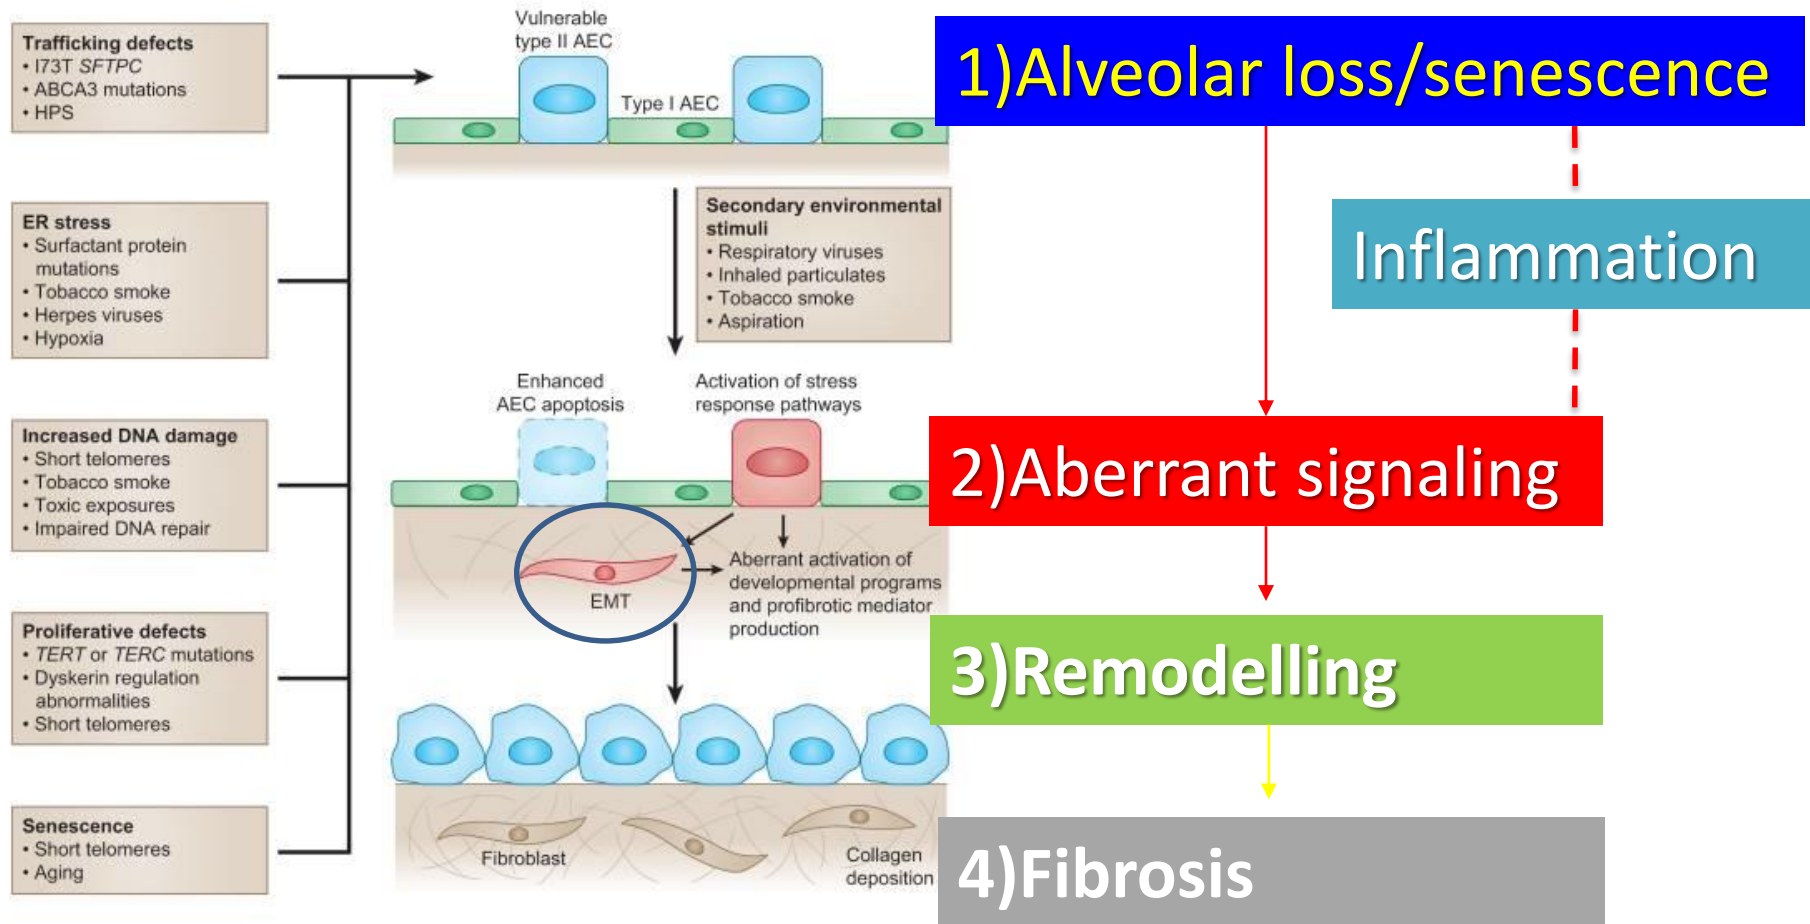 Trafficking defects
• I73T SFTPC
• ABCA3 mutations
• HPS
ER stress
• Surfactant protein
mutations
• Tobacco smoke
• Herpes viruses
• Hypoxia
Increased DNA damage
• Short telomeres
• Tobacco smoke
• Toxic exposures
• Impaired DNA repair
Proliferative defects
• TERT or TERC mutations
• Dyskerin regulation
abnormalities
• Short telomeres
Senescence
• Short telomeres
• Aging
Vulnerable
type II AEC
Type I AEC
Secondary environmental
stimuli
• Respiratory viruses
• Inhaled particulates
• Tobacco smoke
• Aspiration
Enhanced
AEC apoptosis
Activation of stress
response pathways
EMT
Aberrant activation of
developmental programs
and profibrotic mediator
production
Fibroblast
Collagen
deposition
1)Alveolar loss/senescence
Inflammation
2)Aberrant signaling
3)Remodelling
4)Fibrosis